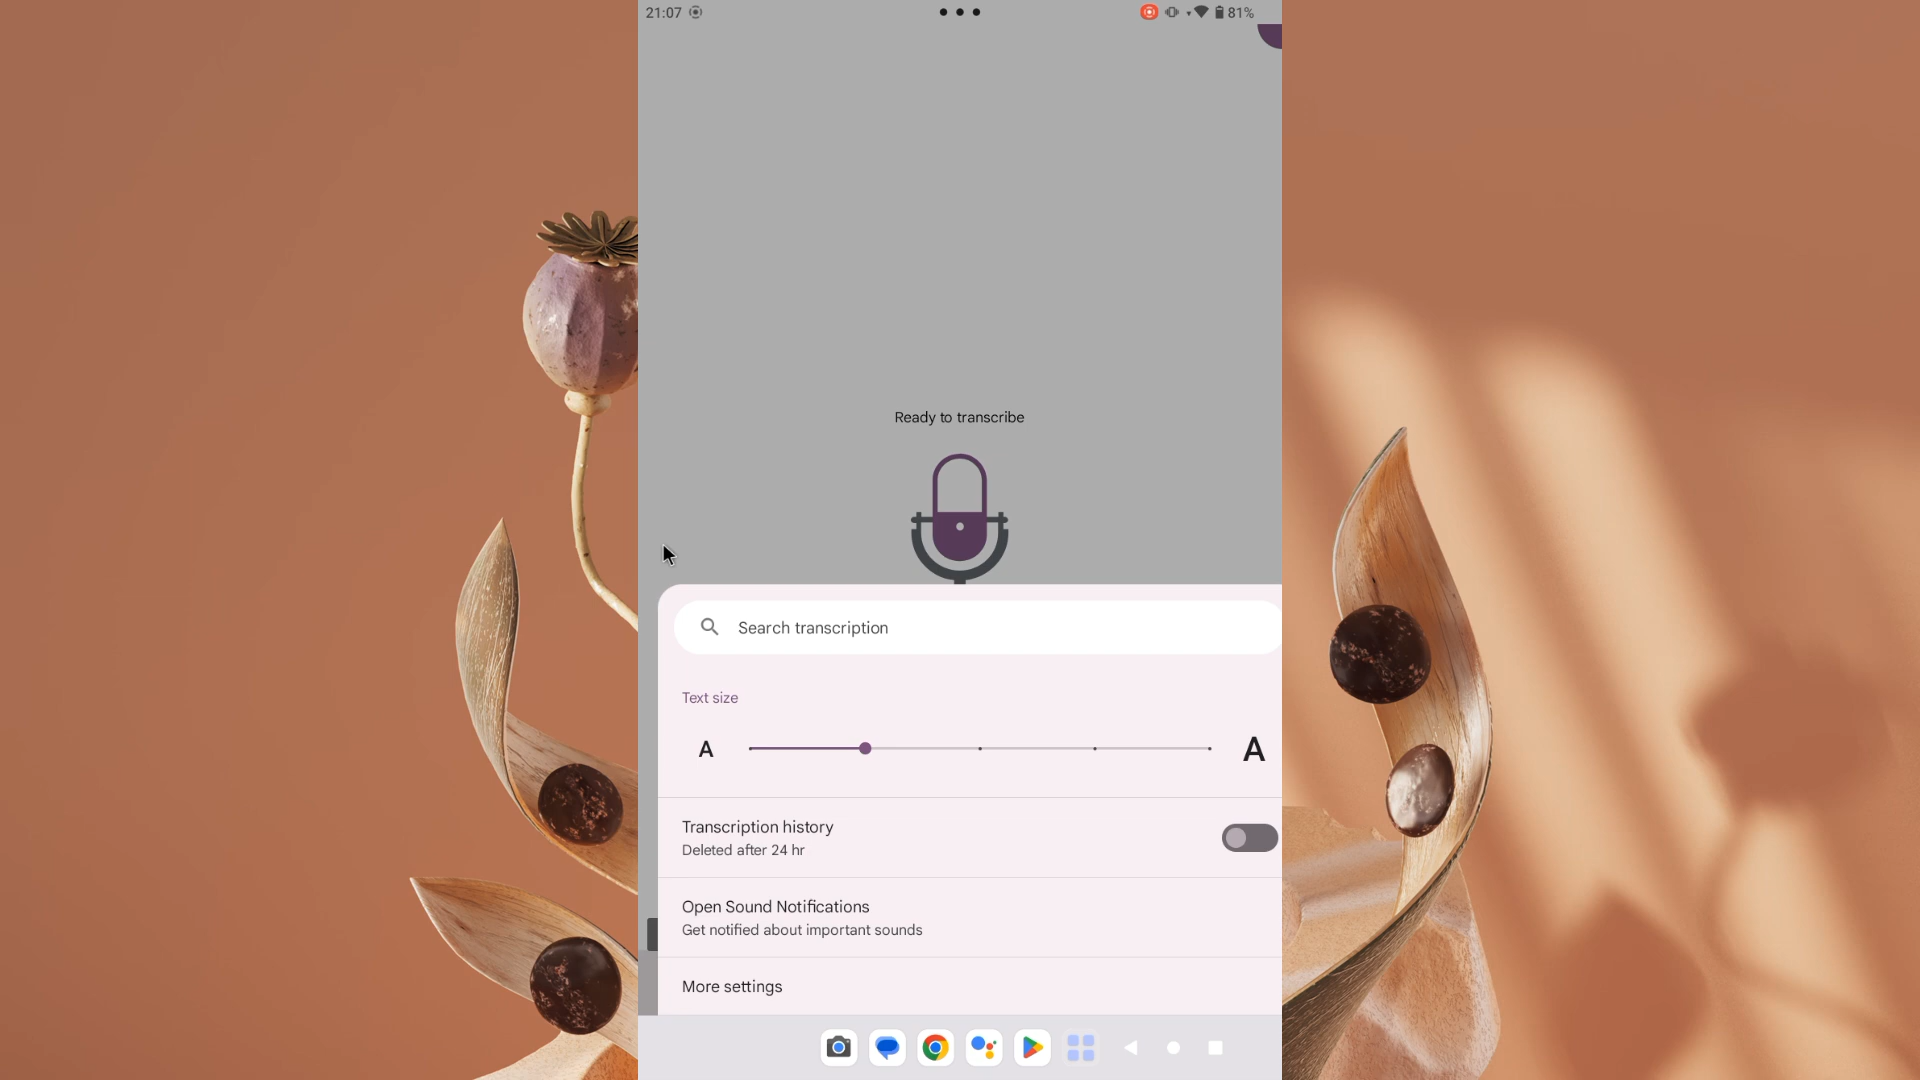 21:07
81%
Ready to transcribe
Search transcription
Text size
A A
Transcription history
Deleted after 24 hr
Open Sound Notifications
Get notified about important sounds
More settings